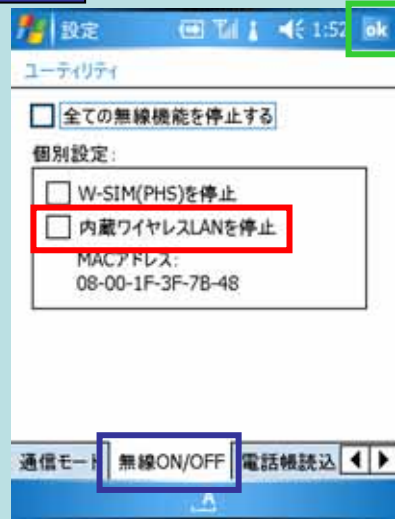 設定 1:52 ok
ユーティリティ
全ての無線機能を停止する
個別設定:
W-SIM(PHS)を停止
内蔵ワイヤレスLANを停止
MACアドレス:
08-00-1F-3F-7B-48
通信モード 無線ON/OFF 電話帳読込